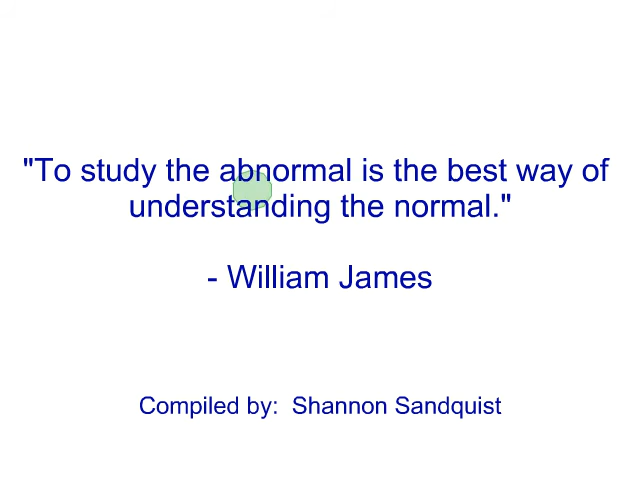 "To study the abnormal is the best way of
understanding the normal."
- William James
Compiled by:  Shannon Sandquist